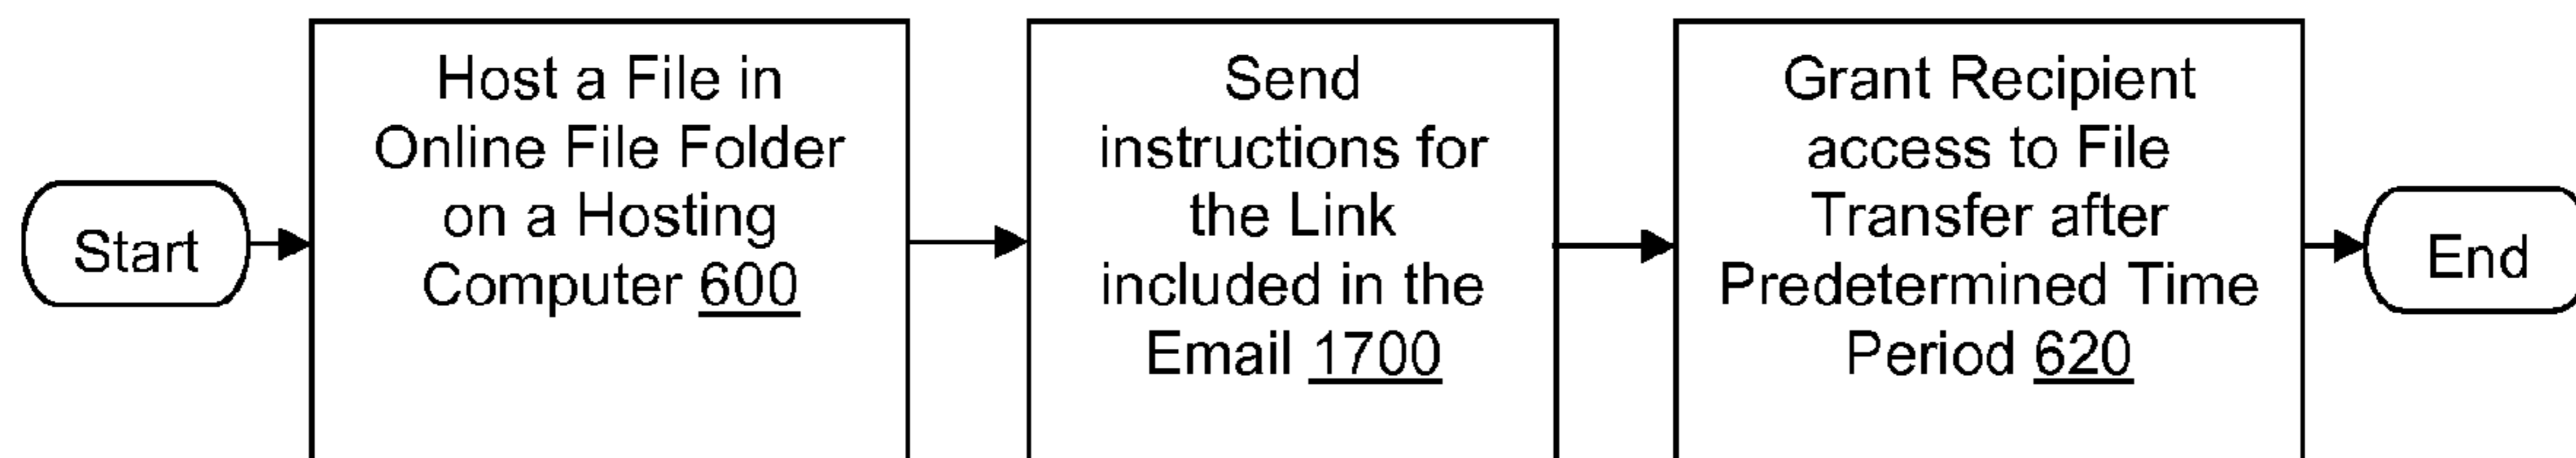 Start
Host a File in
Online File Folder
on a Hosting
Computer 600
Send
instructions for
the Link
included in the
Email 1700
Grant Recipient
access to File
Transfer after
Predetermined Time
Period 620
End